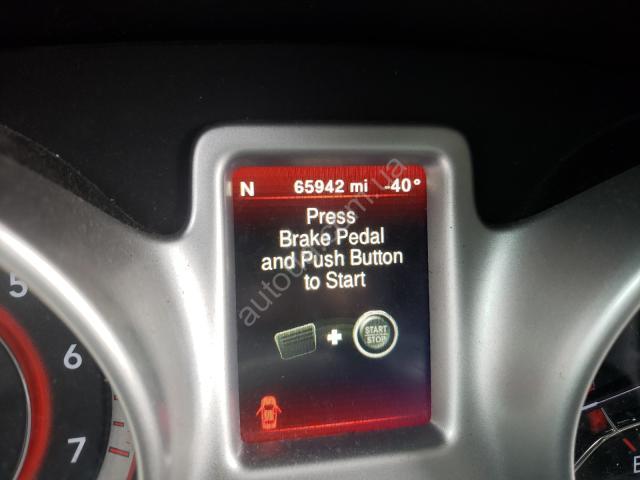 N 65942 mi -40°
Press
Brake Pedal
and Push Button
to Start
START
STOP
5
6
7
E